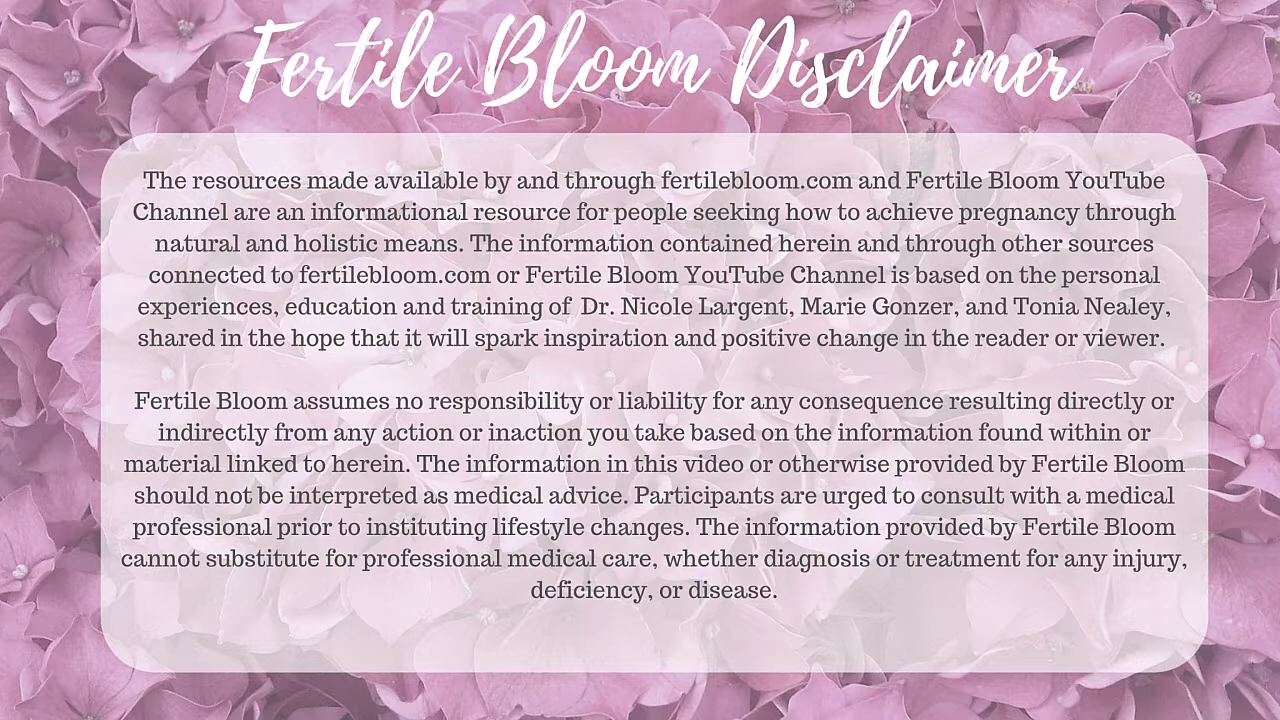 Fertile Bloom Disclaimer
The resources made available by and through fertilebloom.com and Fertile Bloom YouTube
Channel are an informational resource for people seeking how to achieve pregnancy through
natural and holistic means. The information contained herein and through other sources
connected to fertilebloom.com or Fertile Bloom YouTube Channel is based on the personal
experiences, education and training of Dr. Nicole Largent, Marie Gonzer, and Tonia Nealey,
shared in the hope that it will spark inspiration and positive change in the reader or viewer.
Fertile Bloom assumes no responsibility or liability for any consequence resulting directly or
indirectly from any action or inaction you take based on the information found within or
material linked to herein. The information in this video or otherwise provided by Fertile Bloom
should not be interpreted as medical advice. Participants are urged to consult with a medical
professional prior to instituting lifestyle changes. The information provided by Fertile Bloom
cannot substitute for professional medical care, whether diagnosis or treatment for any injury,
deficiency, or disease.